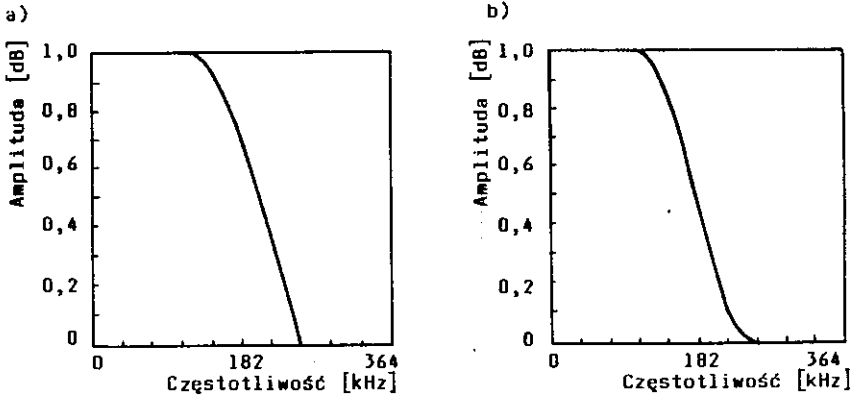 a)
Amplituda [dB]
1,0
0,8
0,6
0,4
0,2
0
0 182 364
Częstotliwość [kHz]
b)
Amplituda [dB]
1,0
0,8
0,6
0,4
0,2
0
0 182 364
Częstotliwość [kHz]